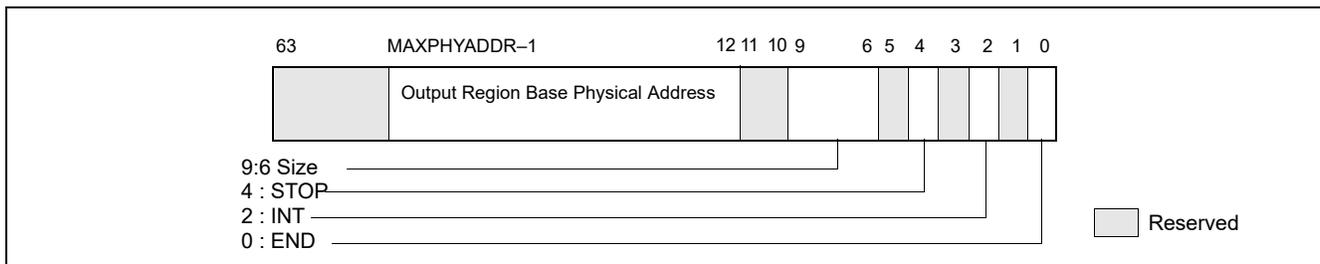 63 MAXPHYADDR–1 12 11 10 9 6 5 4 3 2 1 0
Output Region Base Physical Address
9:6 Size
4 : STOP
2 : INT
0 : END
Reserved